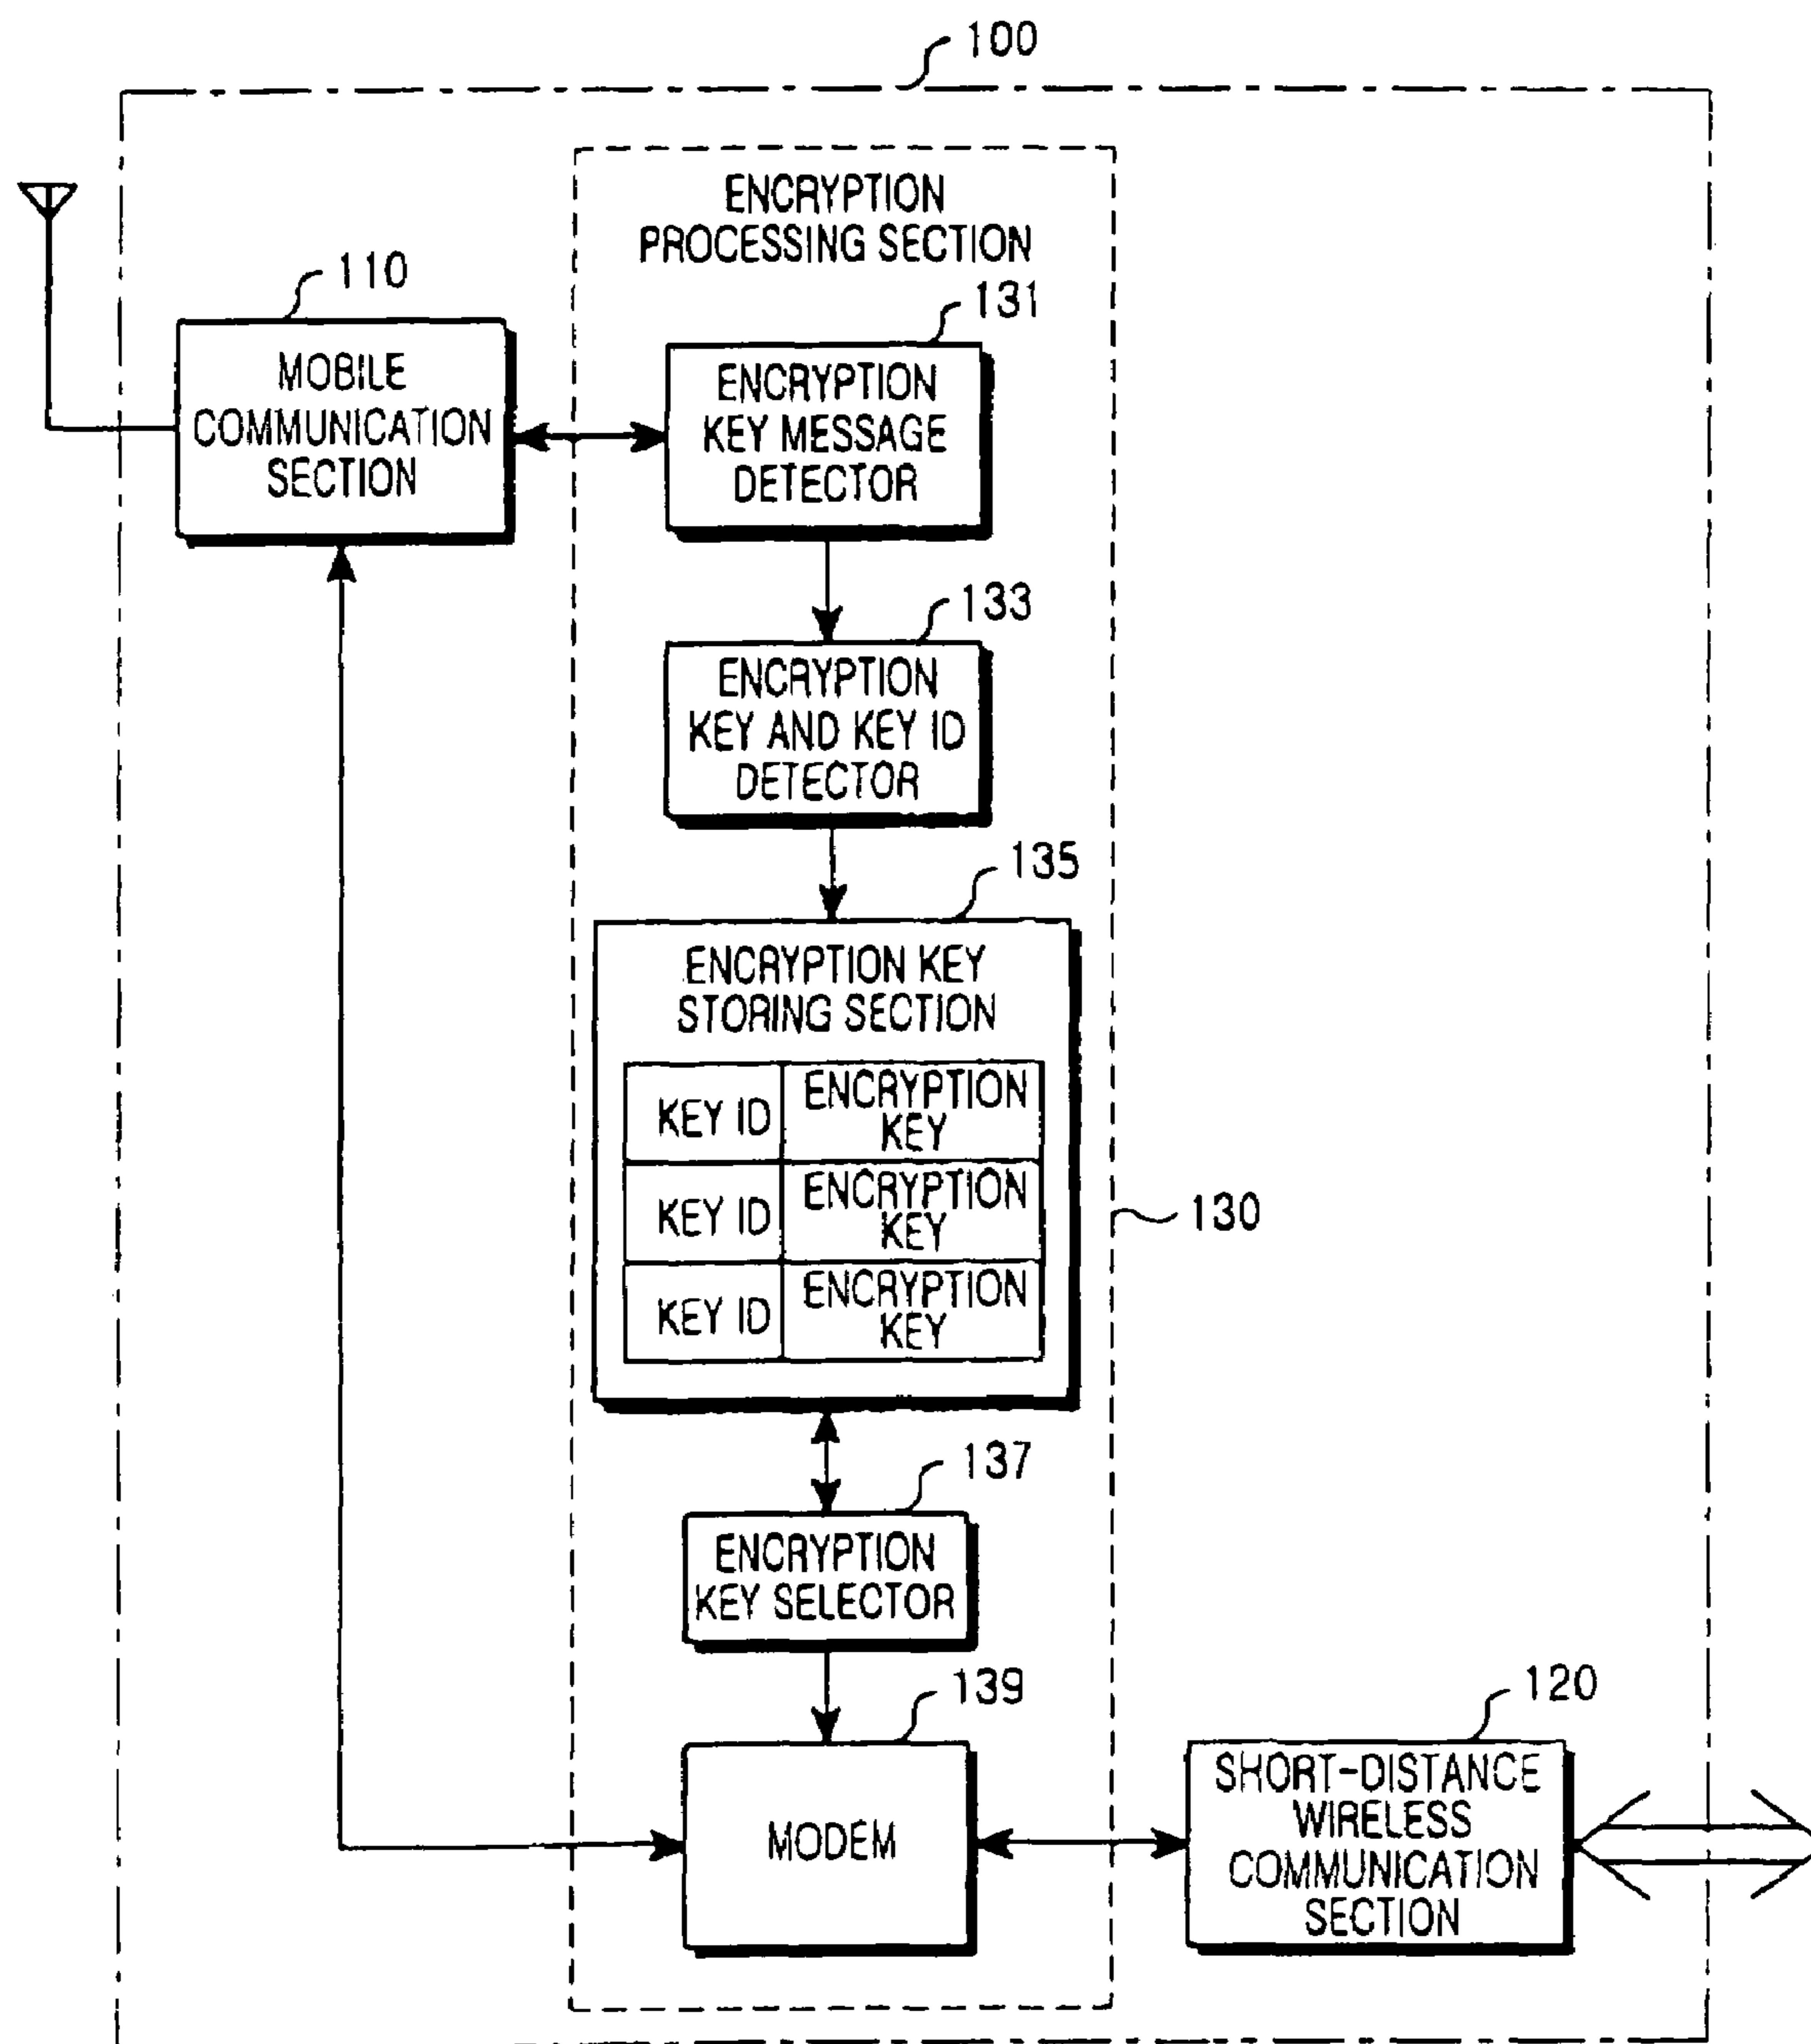 100
ENCRYPTION
PROCESSING SECTION
110
MOBILE
COMMUNICATION
SECTION
131
ENCRYPTION
KEY MESSAGE
DETECTOR
133
ENCRYPTION
KEY AND KEY ID
DETECTOR
135
ENCRYPTION KEY
STORING SECTION
KEY ID
ENCRYPTION
KEY
KEY ID
ENCRYPTION
KEY
KEY ID
ENCRYPTION
KEY
130
137
ENCRYPTION
KEY SELECTOR
139
MODEM
120
SHORT-DISTANCE
WIRELESS
COMMUNICATION
SECTION